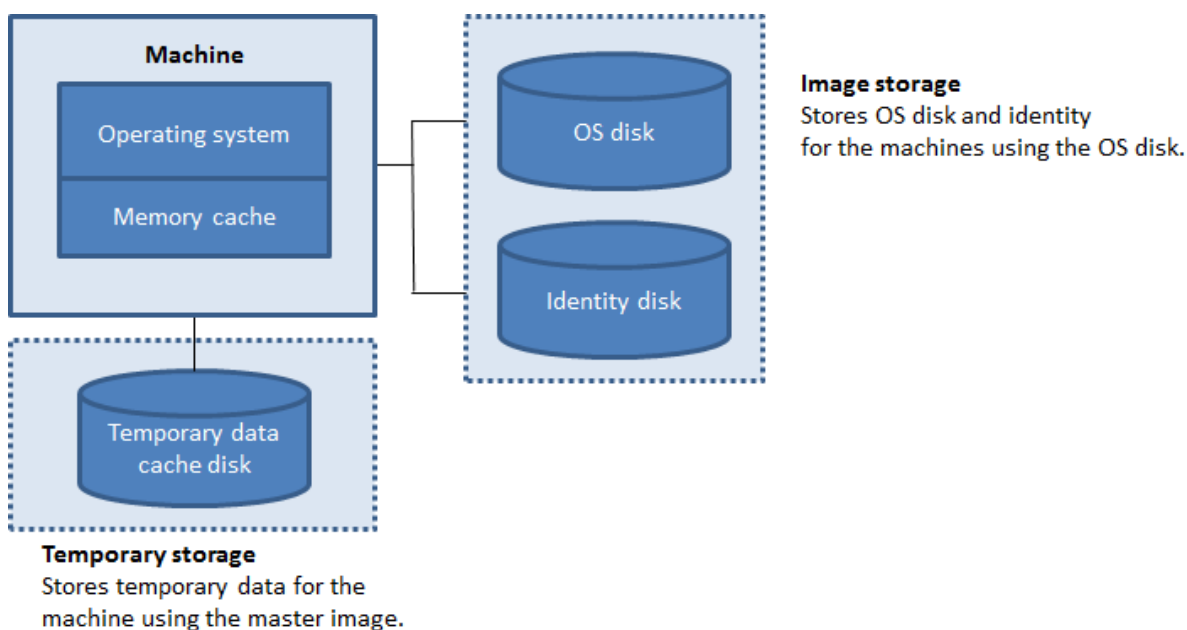 Machine
Operating system
Memory cache
OS disk
Identity disk
Image storage
Stores OS disk and identity
for the machines using the OS disk.
Temporary data
cache disk
Temporary storage
Stores temporary data for the
machine using the master image.